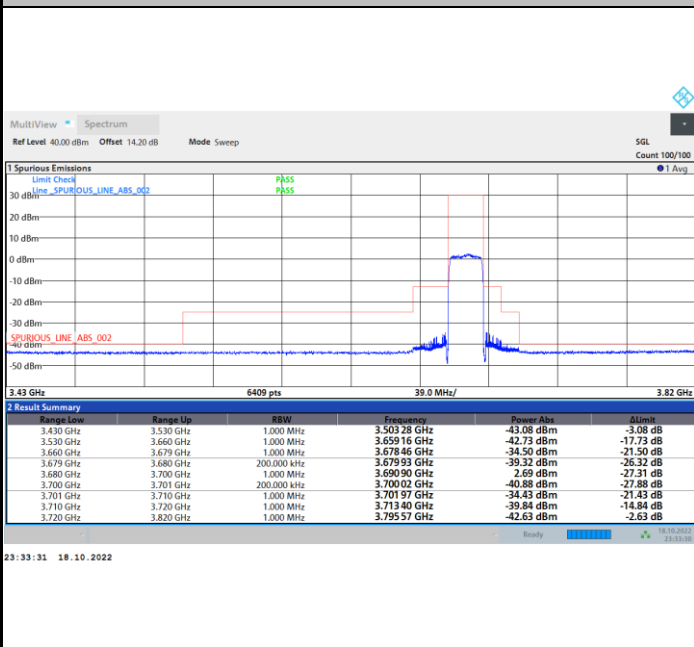 MultiView Spectrum
Ref Level 40.00 dBm Offset 14.20 dB Mode Sweep SGL
Count 100/100
1 Spurious Emissions 1 Avg
Limit Check PASS
Line _SPURIOUS_LINE_ABS_002 PASS
30 dBm
20 dBm
10 dBm
0 dBm
-10 dBm
-20 dBm
-30 dBm
SPURIOUS_LINE_ABS_002
-40 dBm
-50 dBm
3.43 GHz 6409 pts 39.0 MHz/ 3.82 GHz
2 Result Summary
Range Low Range Up RBW Frequency Power Abs ΔLimit
3.430 GHz 3.530 GHz 1.000 MHz 3.503 28 GHz -43.08 dBm -3.08 dB
3.530 GHz 3.660 GHz 1.000 MHz 3.659 16 GHz -42.73 dBm -17.73 dB
3.660 GHz 3.679 GHz 1.000 MHz 3.678 46 GHz -34.50 dBm -21.50 dB
3.679 GHz 3.680 GHz 200.000 kHz 3.679 93 GHz -39.32 dBm -26.32 dB
3.680 GHz 3.700 GHz 1.000 MHz 3.690 90 GHz 2.69 dBm -27.31 dB
3.700 GHz 3.701 GHz 200.000 kHz 3.700 02 GHz -40.88 dBm -27.88 dB
3.701 GHz 3.710 GHz 1.000 MHz 3.701 97 GHz -34.43 dBm -21.43 dB
3.710 GHz 3.720 GHz 1.000 MHz 3.713 40 GHz -39.84 dBm -14.84 dB
3.720 GHz 3.820 GHz 1.000 MHz 3.795 57 GHz -42.63 dBm -2.63 dB
Ready 18.10.2022
23:33:30
23:33:31 18.10.2022